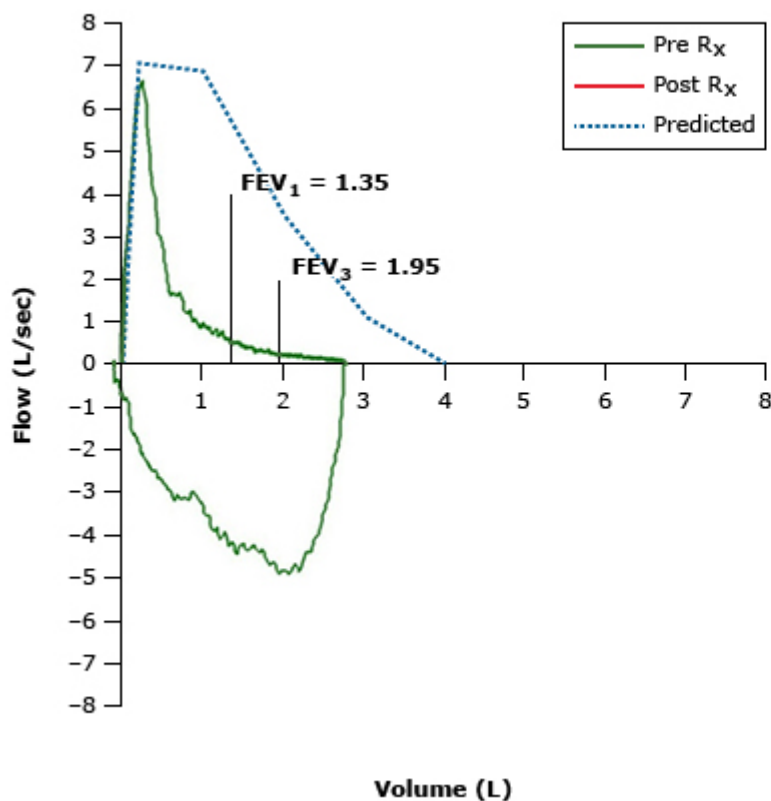 8
7
6
5
4
3
2
1
0
–1
–2
–3
–4
–5
–6
–7
–8
Flow (L/sec)
Pre Rx
Post Rx
Predicted
FEV1 = 1.35
FEV3 = 1.95
1 2 3 4 5 6 7 8
Volume (L)